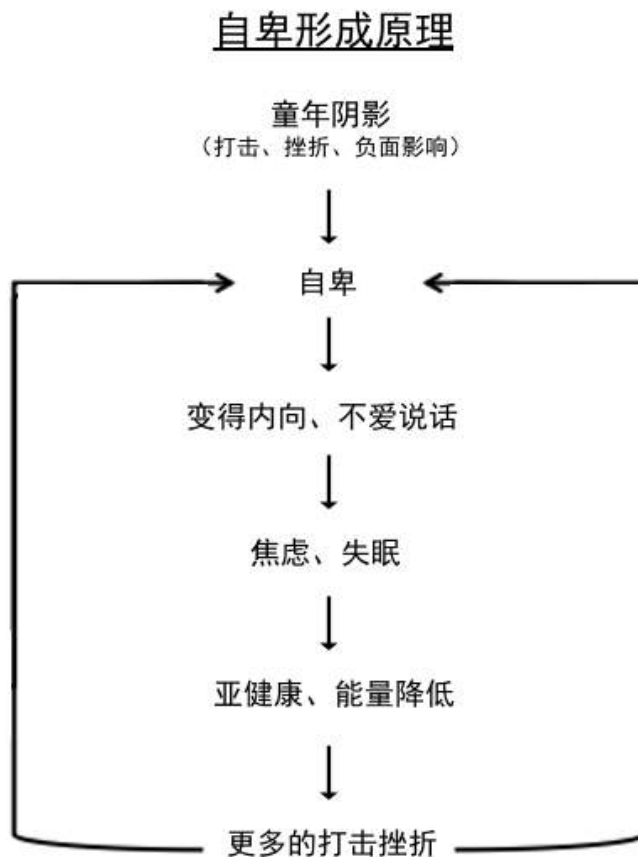 自卑形成原理
童年阴影
（打击、挫折、负面影响）
自卑
变得内向、不爱说话
焦虑、失眠
亚健康、能量降低
更多的打击挫折